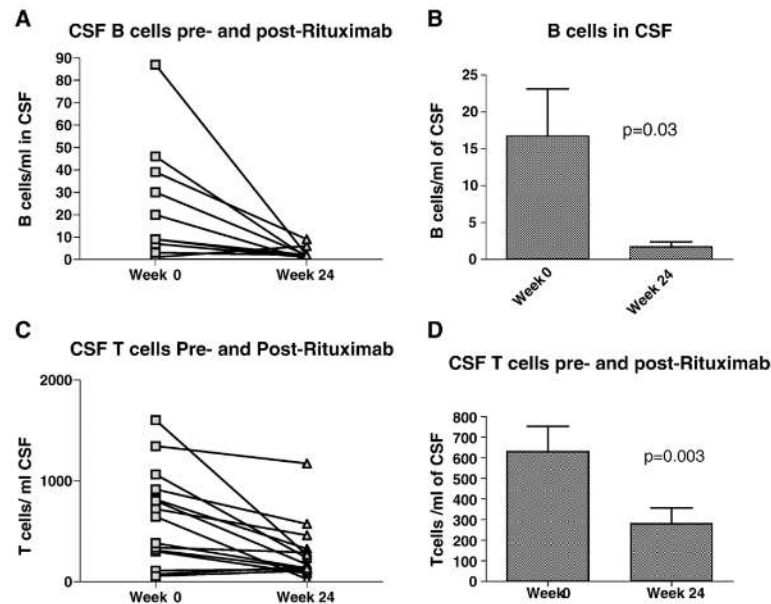 A
CSF B cells pre- and post-Rituximab
B cells/ml in CSF
90
80
70
60
50
40
30
20
10
0
Week 0
Week 24
B
B cells in CSF
B cells/ml of CSF
25
20
15
10
5
0
p=0.03
Week 0
Week 24
C
CSF T cells Pre- and Post-Rituximab
T cells/ ml CSF
2000
1000
0
Week 0
Week 24
D
CSF T cells pre- and post-Rituximab
Tcells /ml of CSF
800
700
600
500
400
300
200
100
0
p=0.003
Week0
Week 24